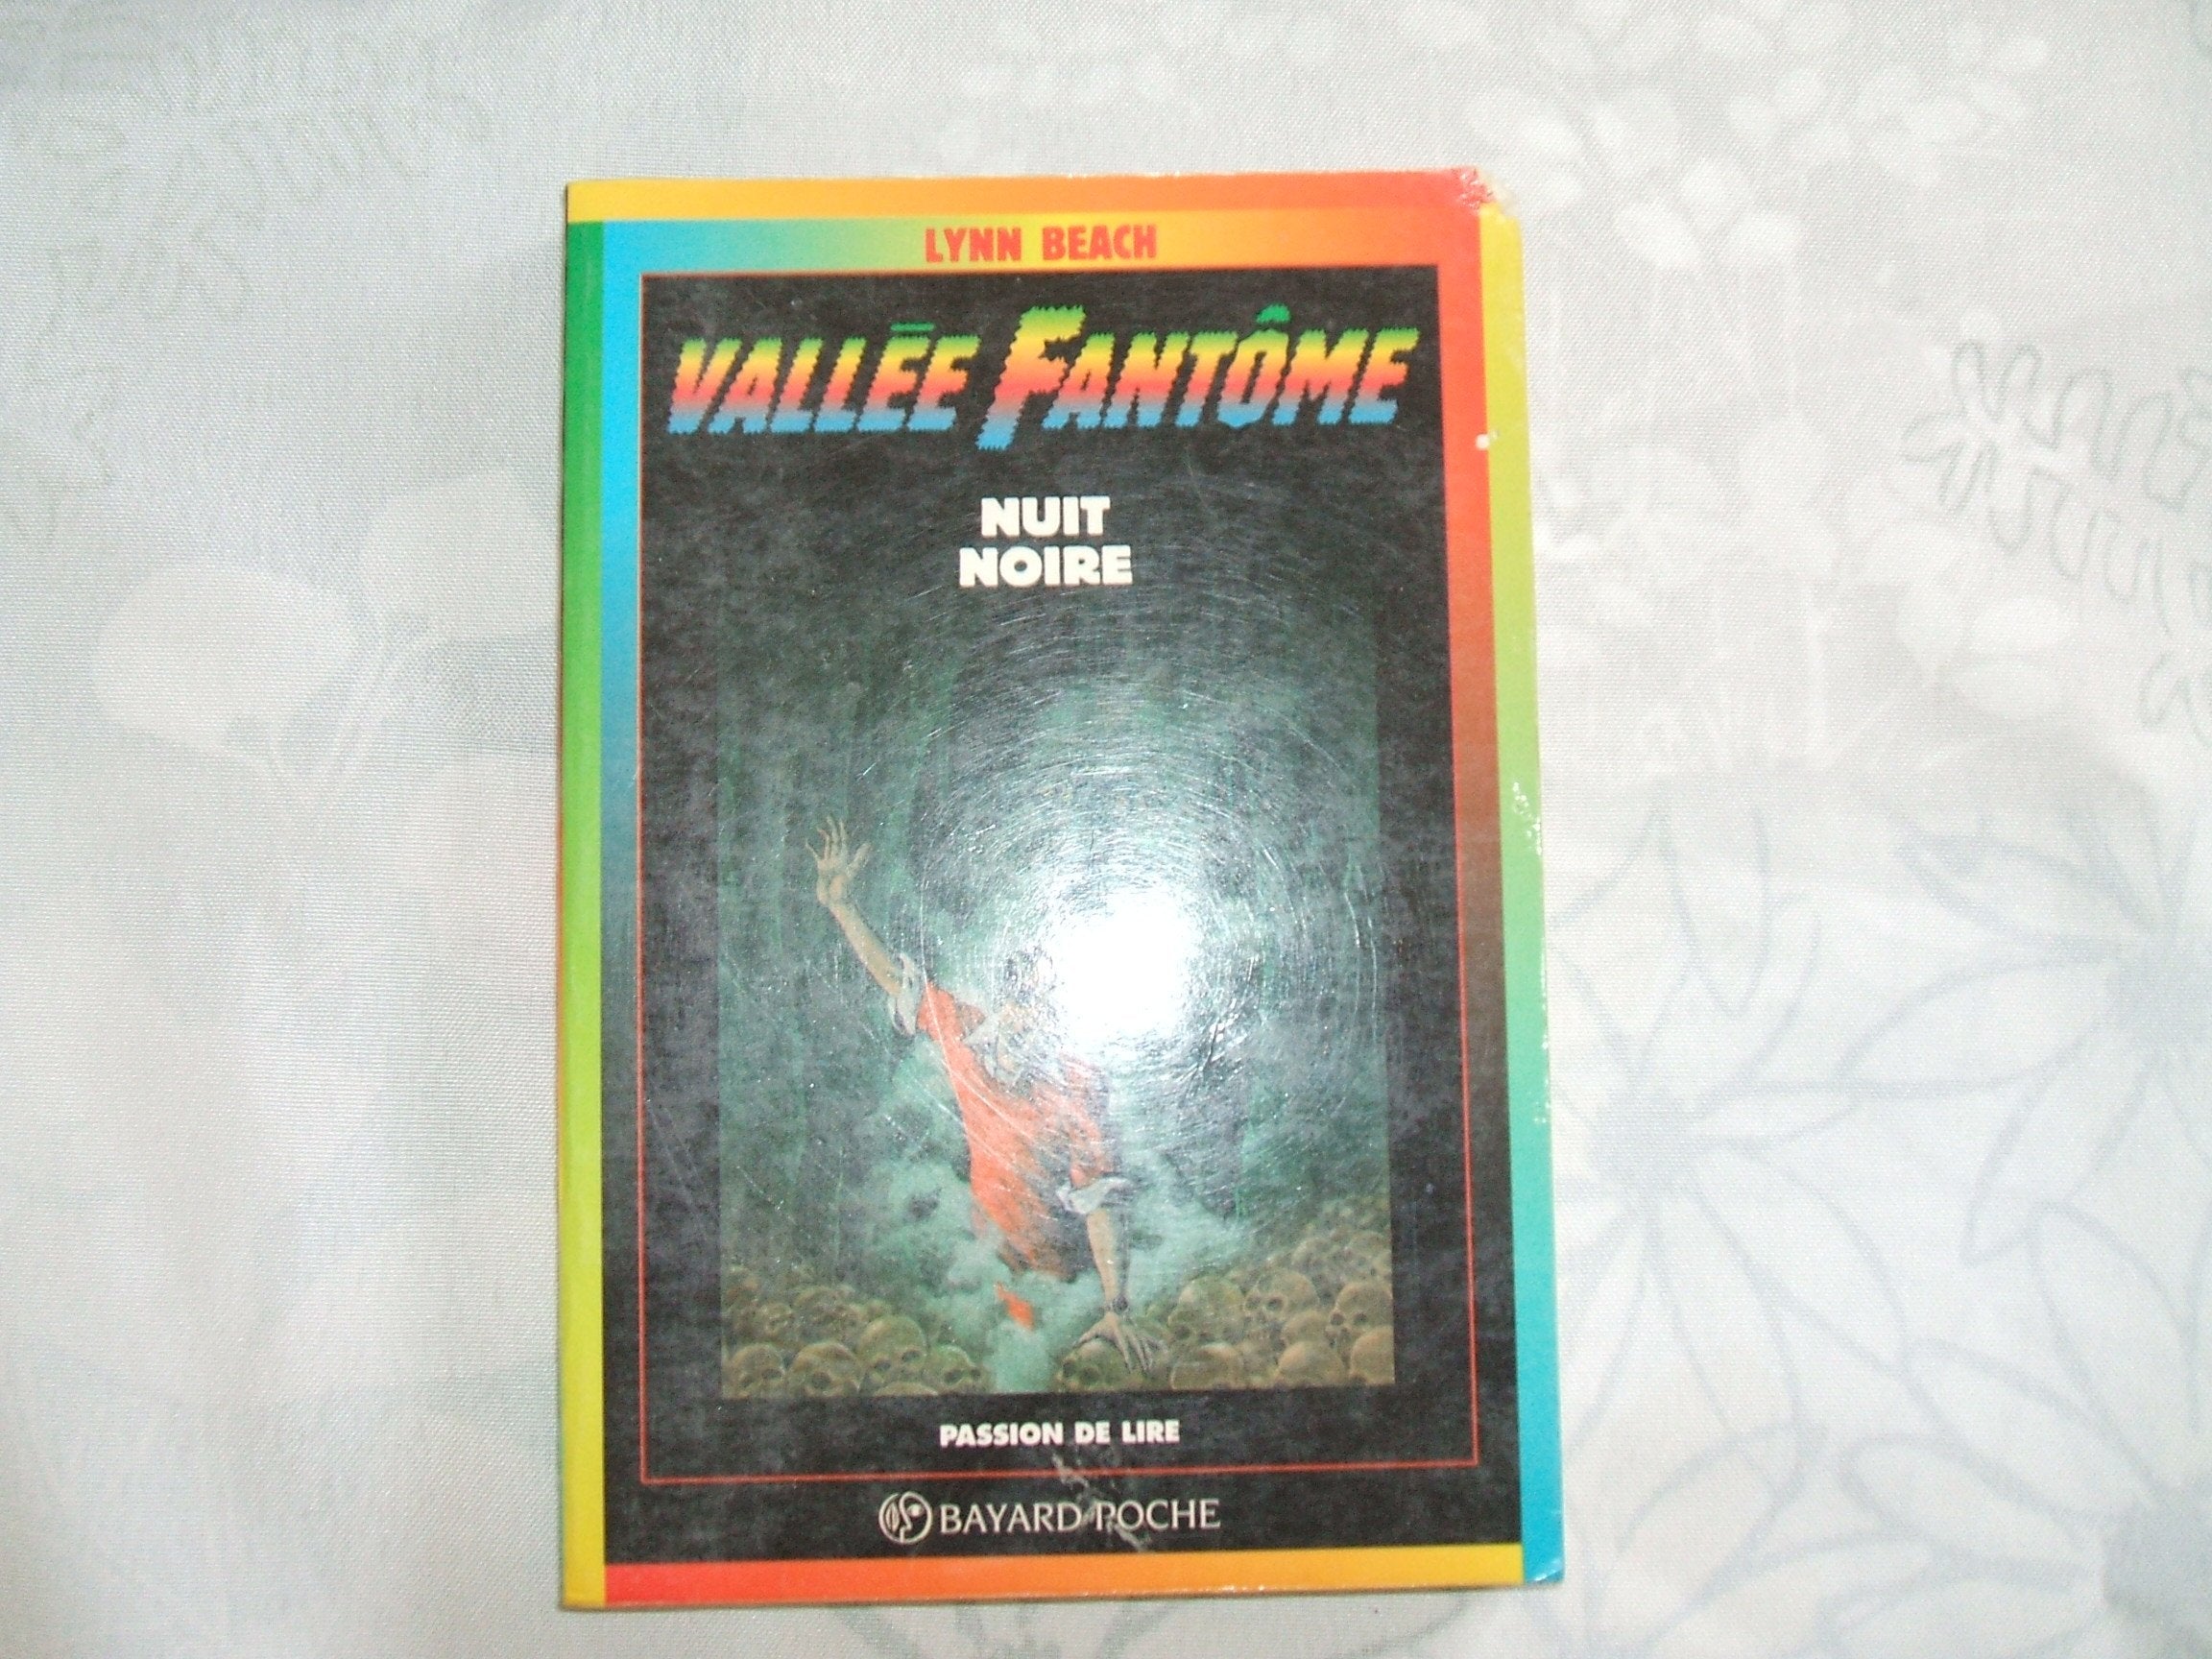 LYNN BEACH
VALLÉE FANTÔME
NUIT
NOIRE
PASSION DE LIRE
BAYARD POCHE